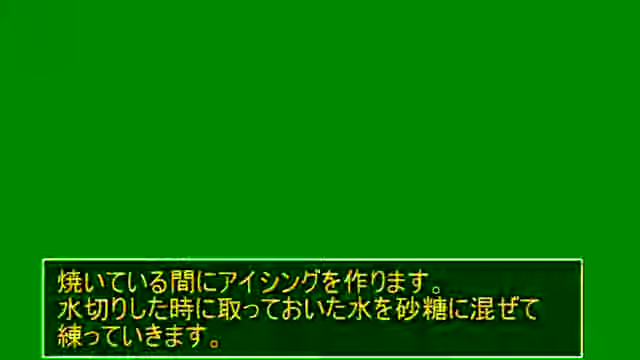 焼いている間にアイシングを作ります。
水切りした時に取っておいた水を砂糖に混ぜて
練っていきます。